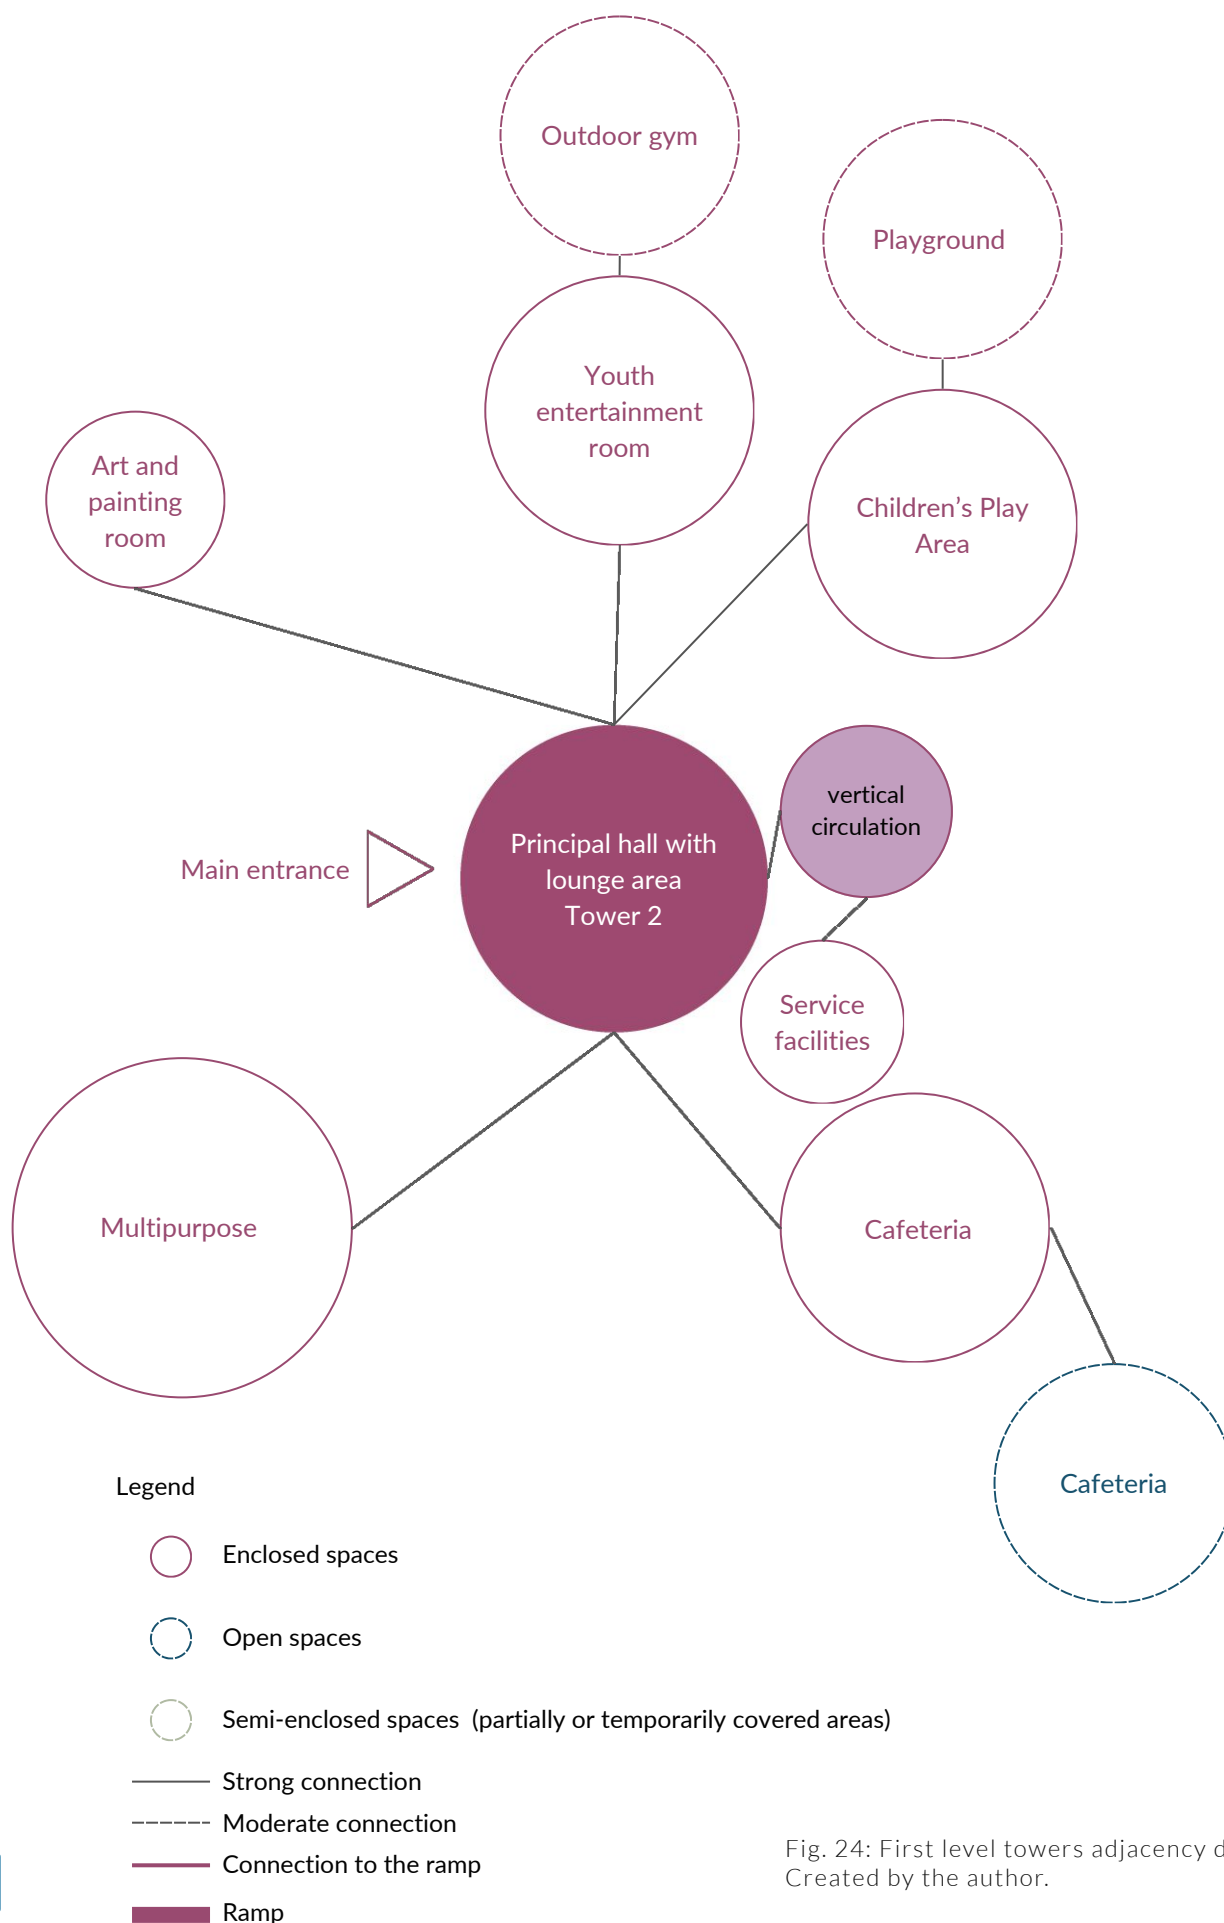 Outdoor gym
Playground
Youth
entertainment
room
Art and
painting
room
Children's Play
Area
vertical
circulation
Principal hall with
lounge area
Tower 2
Main entrance
Service
facilities
Multipurpose
Cafeteria
Cafeteria
Legend
Enclosed spaces
Open spaces
Semi-enclosed spaces (partially or temporarily covered areas)
Strong connection
Moderate connection
Connection to the ramp
Ramp
Fig. 24: First level towers adjacency
Created by the author.